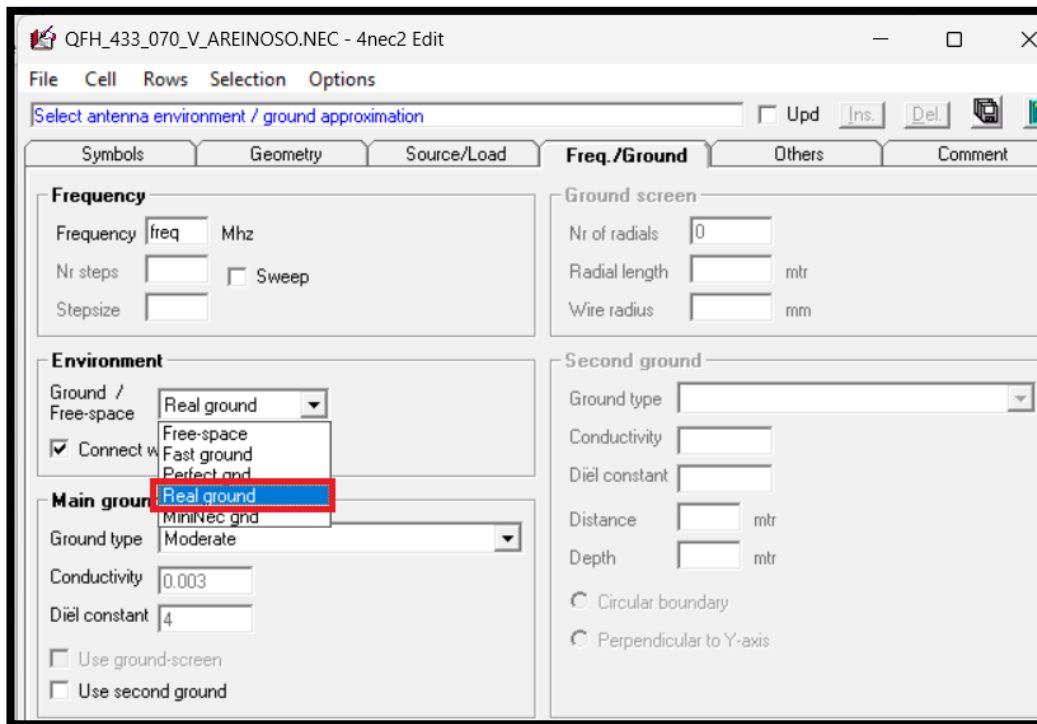 QFH_433_070_V_AREINOSO.NEC - 4nec2 Edit
File Cell Rows Selection Options
Select antenna environment / ground approximation
Upd Ins. Del.
Symbols Geometry Source/Load Freq./Ground Others Comment
Frequency
Frequency freq Mhz
Nr steps
Sweep
Stepsize
Environment
Ground /
Free-space
Real ground
Free-space
Fast ground
Perfect gnd
Real ground
MiniNec gnd
Connect w
Main groun
Ground type Moderate
Conductivity 0.003
Diël constant 4
Use ground-screen
Use second ground
Ground screen
Nr of radials 0
Radial length mtr
Wire radius mm
Second ground
Ground type
Conductivity
Diël constant
Distance mtr
Depth mtr
Circular boundary
Perpendicular to Y-axis